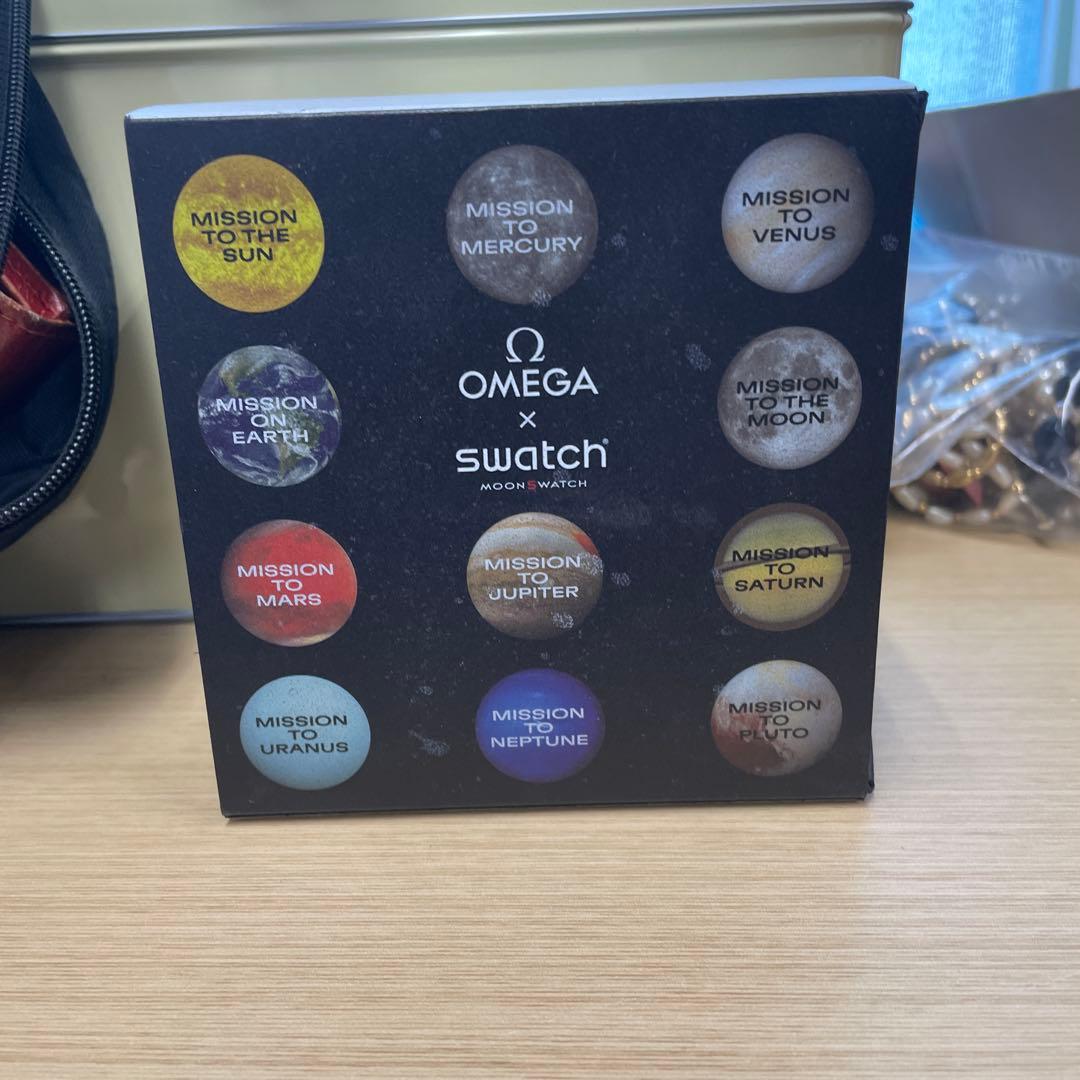 MISSION
TO THE
SUN
MISSION
TO
MERCURY
MISSION
TO
VENUS
MISSION
ON
EARTH
Ω
OMEGA
×
swatch®
MOONSWATCH
MISSION
TO THE
MOON
MISSION
TO
MARS
MISSION
TO
JUPITER
MISSION
TO
SATURN
MISSION
TO
URANUS
MISSION
TO
NEPTUNE
MISSION
TO
PLUTO